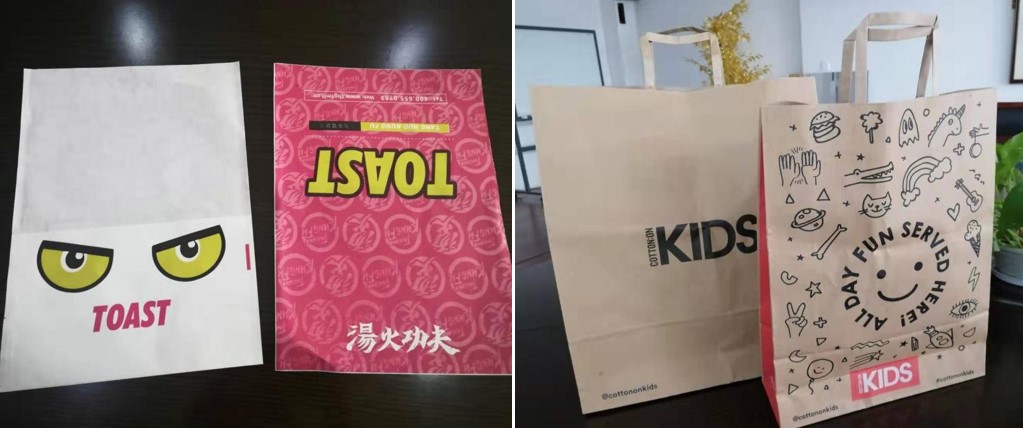 TOAST
TOAST
TANG HUO KUNG FU
湯火功夫
COTTON:ON
KIDS
@cottononkids
ALL DAY FUN SERVED HERE!
KIDS
@cottononkids
#cottononkids